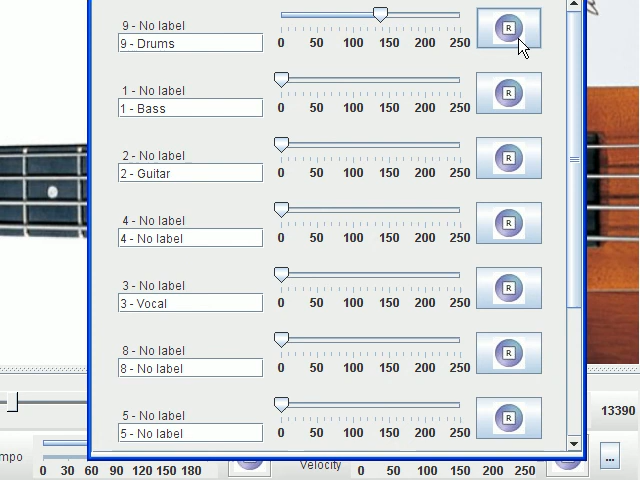 9 - No label
9 - Drums
0 50 100 150 200 250
R
1 - No label
1 - Bass
0 50 100 150 200 250
R
2 - No label
2 - Guitar
0 50 100 150 200 250
R
4 - No label
4 - No label
0 50 100 150 200 250
R
3 - No label
3 - Vocal
0 50 100 150 200 250
R
8 - No label
8 - No label
0 50 100 150 200 250
R
5 - No label
5 - No label
0 50 100 150 200 250
R
13390
mpo
0 30 60 90 120 150 180
Velocity
0 50 100 150 200 250
...